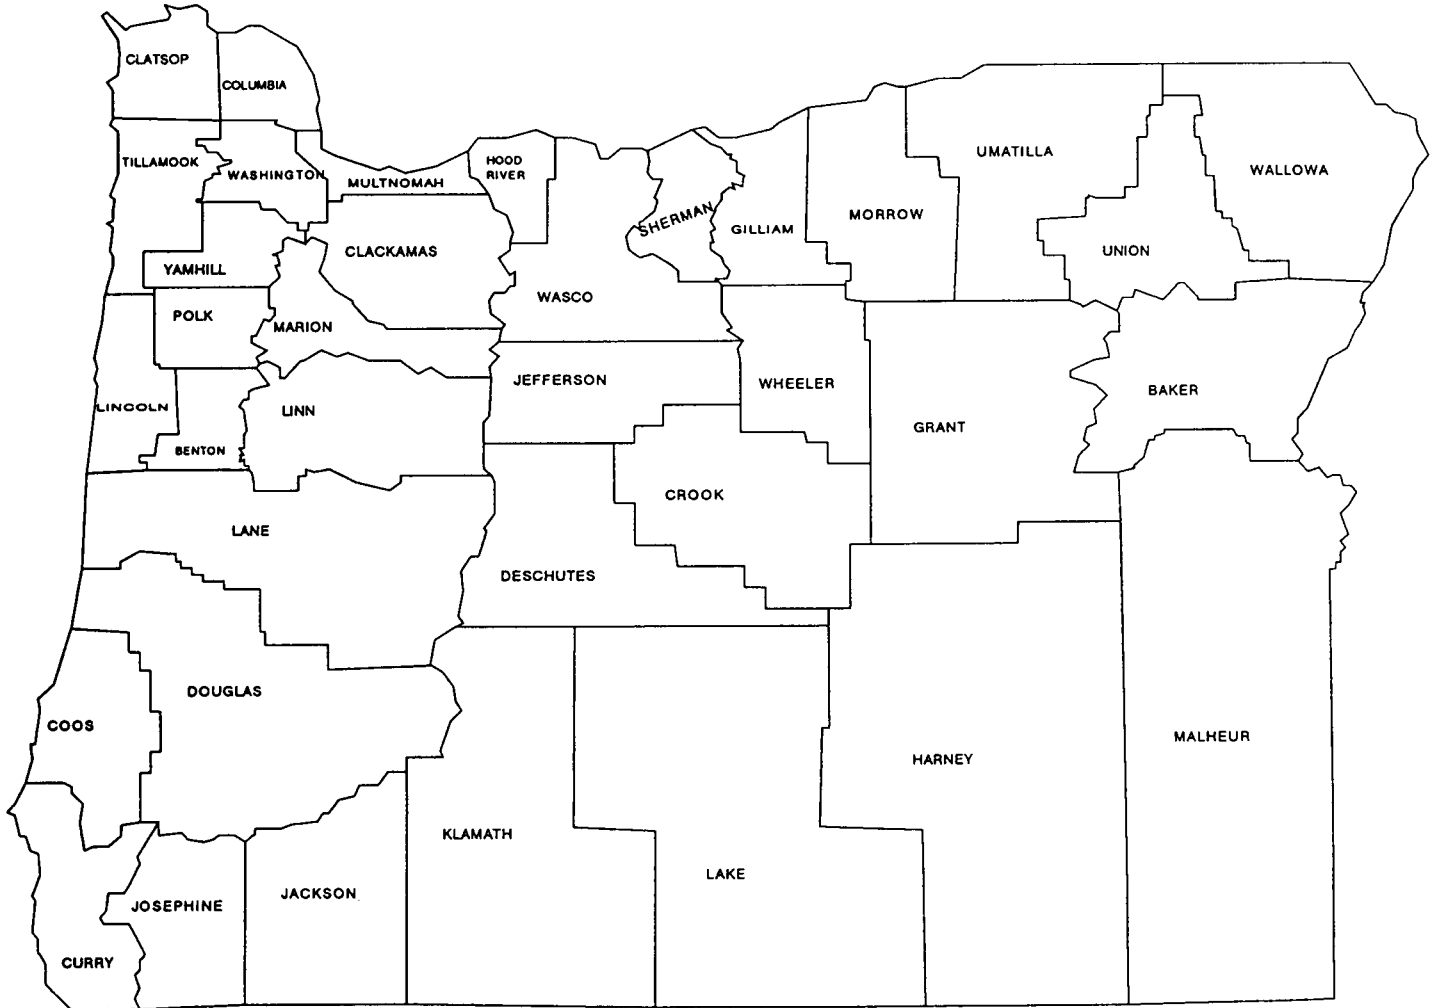 CLATSOP
COLUMBIA
TILLAMOOK
WASHINGTON
MULTNOMAH
HOOD
RIVER
SHERMAN
GILLIAM
MORROW
UMATILLA
WALLOWA
UNION
YAMHILL
CLACKAMAS
WASCO
POLK
MARION
JEFFERSON
WHEELER
BAKER
LINCOLN
LINN
BENTON
GRANT
CROOK
LANE
DESCHUTES
DOUGLAS
COOS
HARNEY
MALHEUR
KLAMATH
LAKE
JACKSON
JOSEPHINE
CURRY